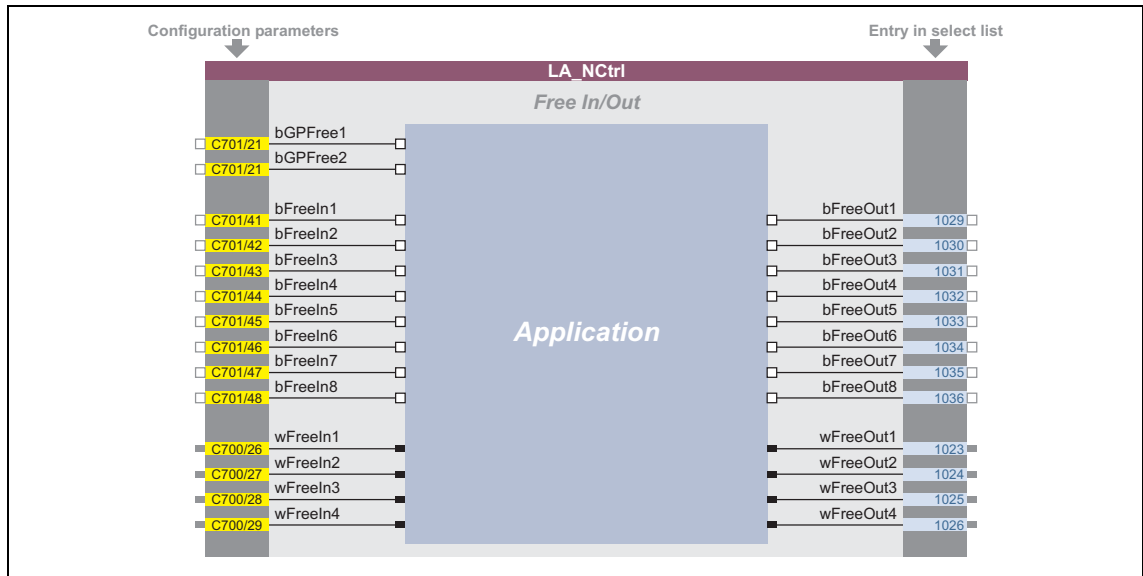 Configuration parameters
Entry in select list
LA_NCtrl
Free In/Out
bGPFree1
C701/21
bGPFree2
C701/21
bFreeIn1
bFreeOut1
C701/41
1029
bFreeIn2
bFreeOut2
C701/42
1030
bFreeIn3
bFreeOut3
C701/43
1031
bFreeIn4
bFreeOut4
C701/44
1032
bFreeIn5
bFreeOut5
C701/45
1033
Application
bFreeIn6
bFreeOut6
C701/46
1034
bFreeIn7
bFreeOut7
C701/47
1035
bFreeIn8
bFreeOut8
C701/48
1036
wFreeIn1
wFreeOut1
C700/26
1023
wFreeIn2
wFreeOut2
C700/27
1024
wFreeIn3
wFreeOut3
C700/28
1025
wFreeIn4
wFreeOut4
C700/29
1026